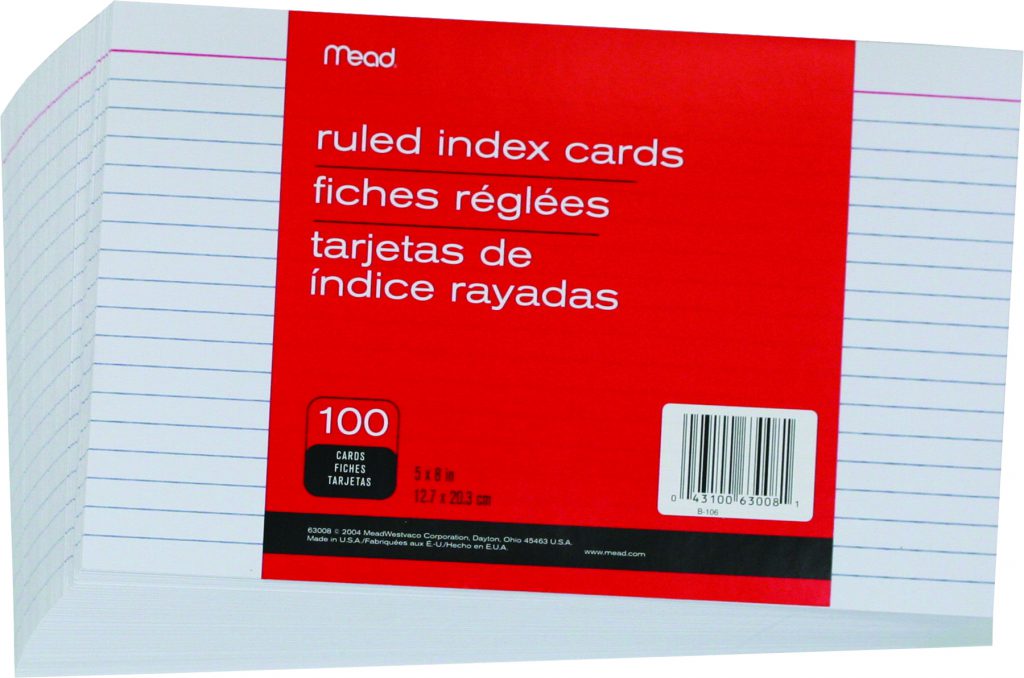 Mead
ruled index cards
fiches réglées
tarjetas de
índice rayadas
100
CARDS
FICHES
TARJETAS
5 x 8 in
12.7 x 20.3 cm
0 43100 63008 1
B-106
63008 © 2004 MeadWestvaco Corporation, Dayton, Ohio 45463 U.S.A.
Made in U.S.A./Fabriquées aux É.-U./Hecho en E.U.A.
www.mead.com